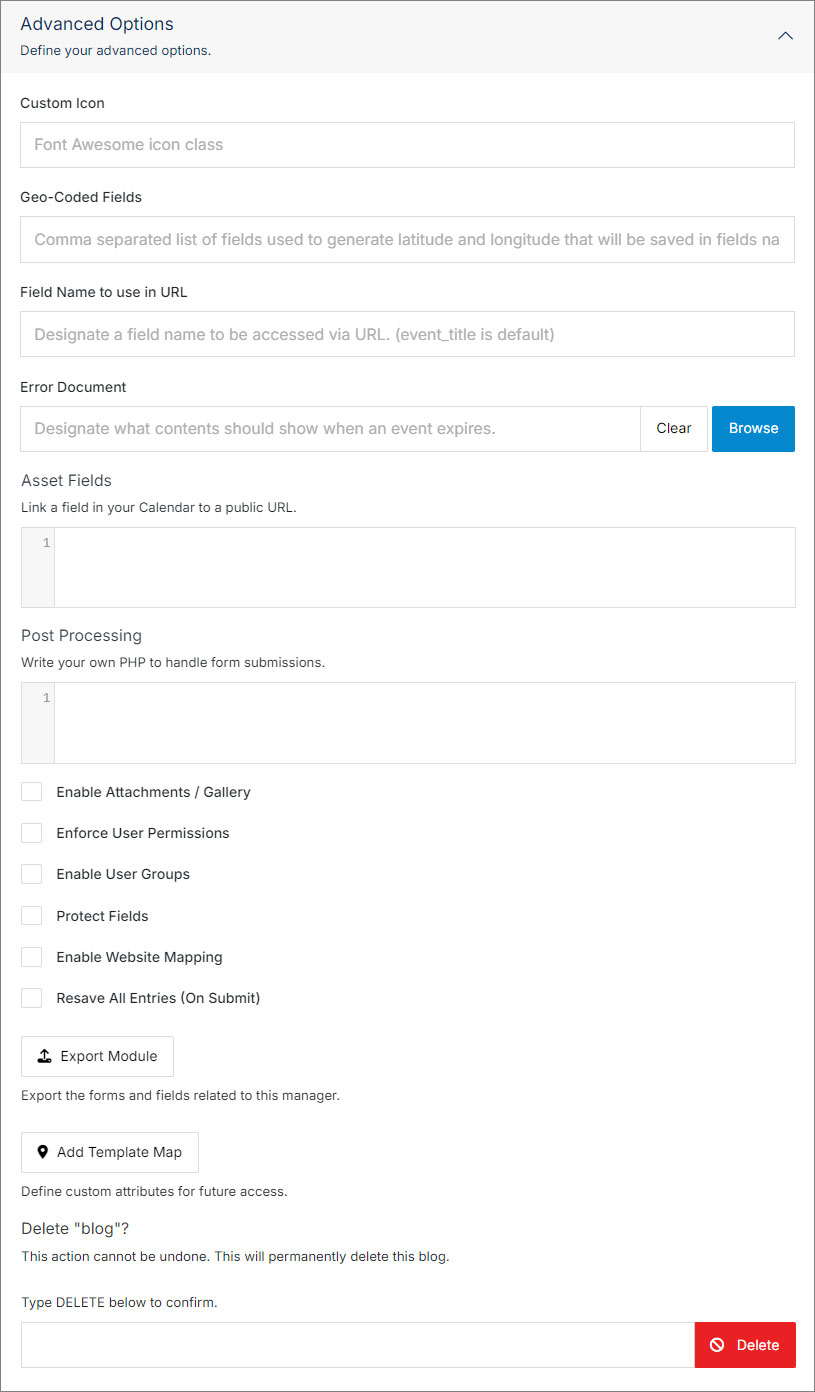 Advanced Options
Define your advanced options.
Custom Icon
Font Awesome icon class
Geo-Coded Fields
Comma separated list of fields used to generate latitude and longitude that will be saved in fields na
Field Name to use in URL
Designate a field name to be accessed via URL. (event_title is default)
Error Document
Designate what contents should show when an event expires. Clear Browse
Asset Fields
Link a field in your Calendar to a public URL.
1
Post Processing
Write your own PHP to handle form submissions.
1
Enable Attachments / Gallery
Enforce User Permissions
Enable User Groups
Protect Fields
Enable Website Mapping
Resave All Entries (On Submit)
Export Module
Export the forms and fields related to this manager.
Add Template Map
Define custom attributes for future access.
Delete "blog"?
This action cannot be undone. This will permanently delete this blog.
Type DELETE below to confirm.
Delete